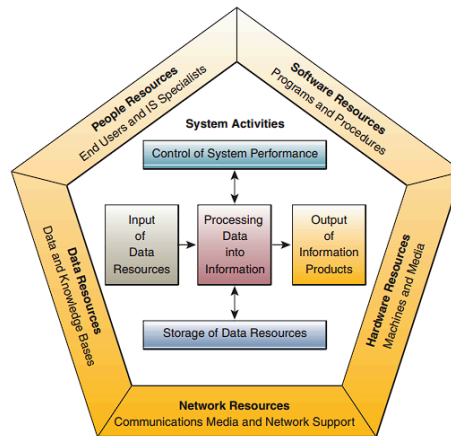 People Resources
End Users and IS Specialists
Software Resources
Programs and Procedures
System Activities
Control of System Performance
Input
of
Data
Resources
Processing
Data
into
Information
Output
of
Information
Products
Storage of Data Resources
Data Resources
Data and Knowledge Bases
Hardware Resources
Machines and Media
Network Resources
Communications Media and Network Support